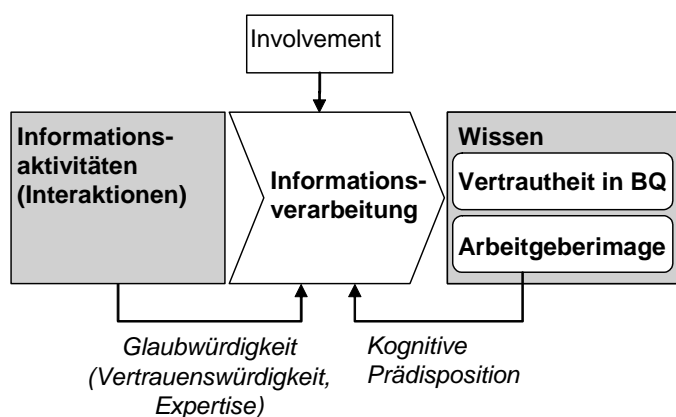 Involvement
Informations-
aktivitäten
(Interaktionen)
Informations-
verarbeitung
Wissen
Vertrautheit in BQ
Arbeitgeberimage
Glaubwürdigkeit
(Vertrauenswürdigkeit,
Expertise)
Kognitive
Prädisposition